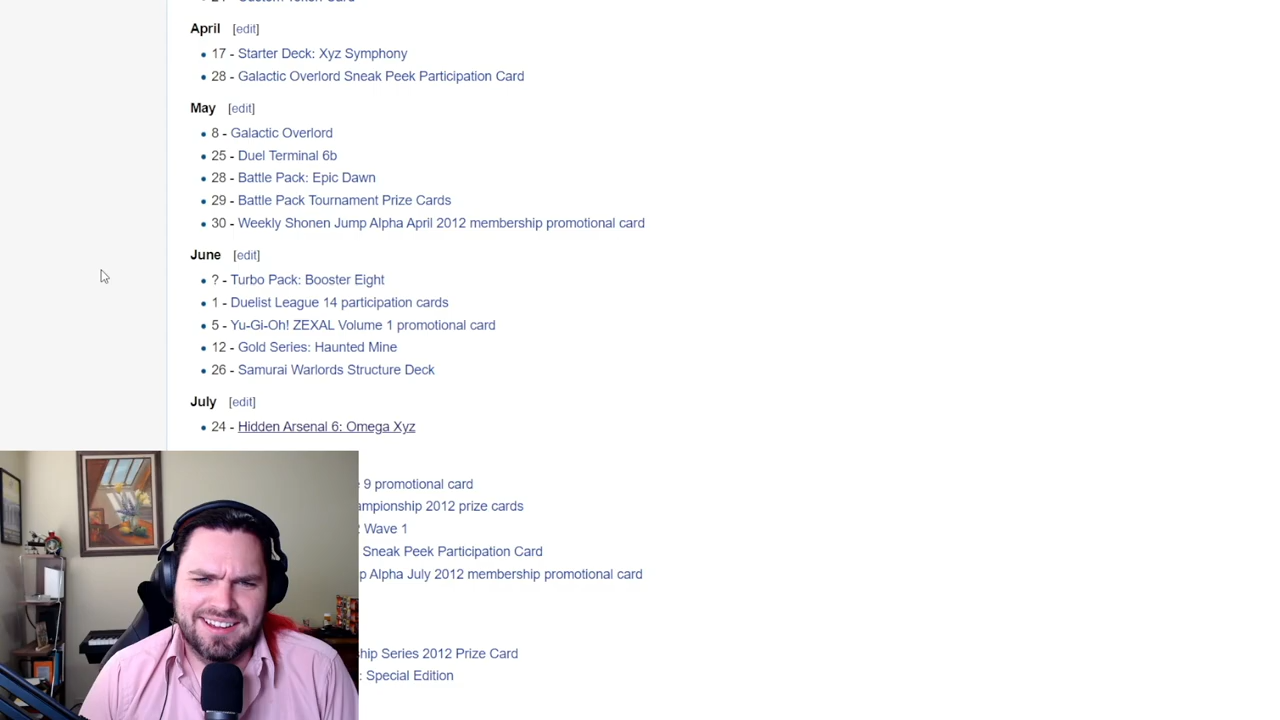 April [edit]
17 - Starter Deck: Xyz Symphony
28 - Galactic Overlord Sneak Peek Participation Card
May [edit]
8 - Galactic Overlord
25 - Duel Terminal 6b
28 - Battle Pack: Epic Dawn
29 - Battle Pack Tournament Prize Cards
30 - Weekly Shonen Jump Alpha April 2012 membership promotional card
June [edit]
? - Turbo Pack: Booster Eight
1 - Duelist League 14 participation cards
5 - Yu-Gi-Oh! ZEXAL Volume 1 promotional card
12 - Gold Series: Haunted Mine
26 - Samurai Warlords Structure Deck
July [edit]
24 - Hidden Arsenal 6: Omega Xyz
9 promotional card
ampionship 2012 prize cards
Wave 1
Sneak Peek Participation Card
p Alpha July 2012 membership promotional card
ship Series 2012 Prize Card
: Special Edition